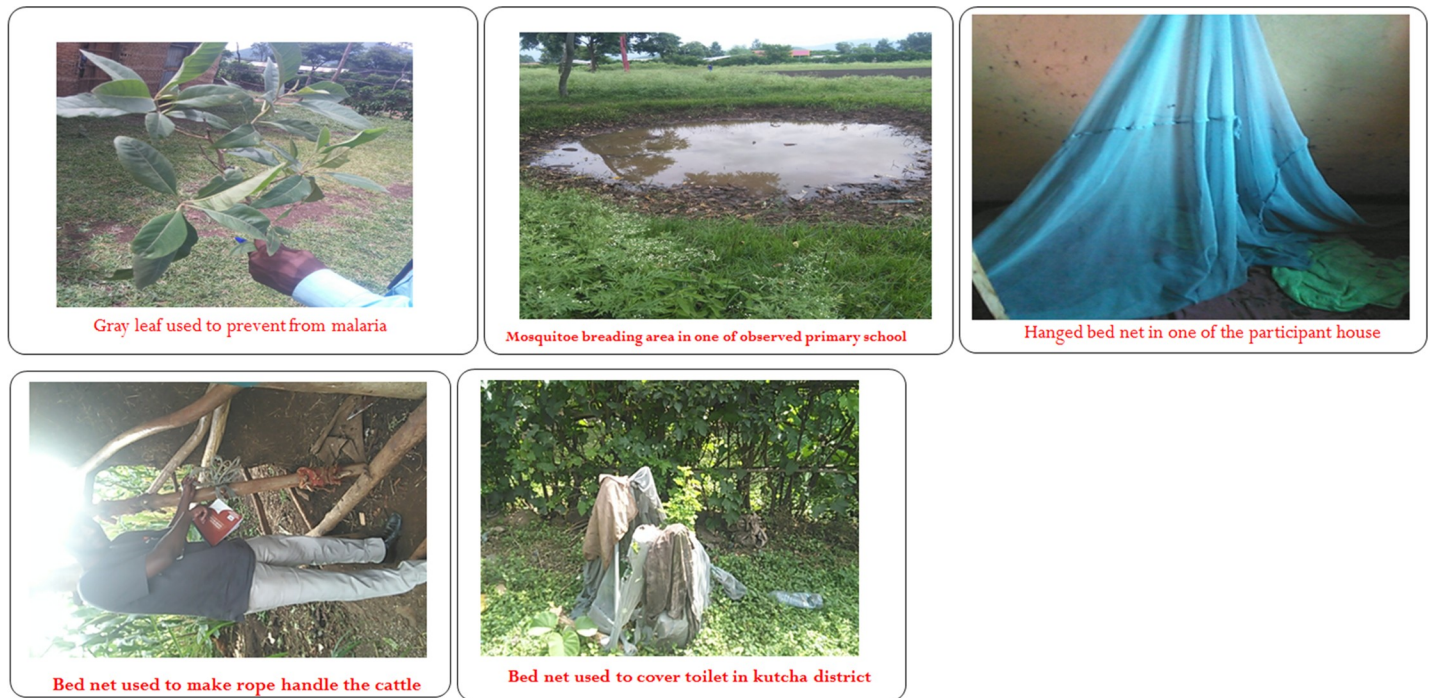 Gray leaf used to prevent from malaria
Mosquitoe breading area in one of observed primary school
Hanged bed net in one of the participant house
Bed net used to make rope handle the cattle
Bed net used to cover toilet in kutcha district